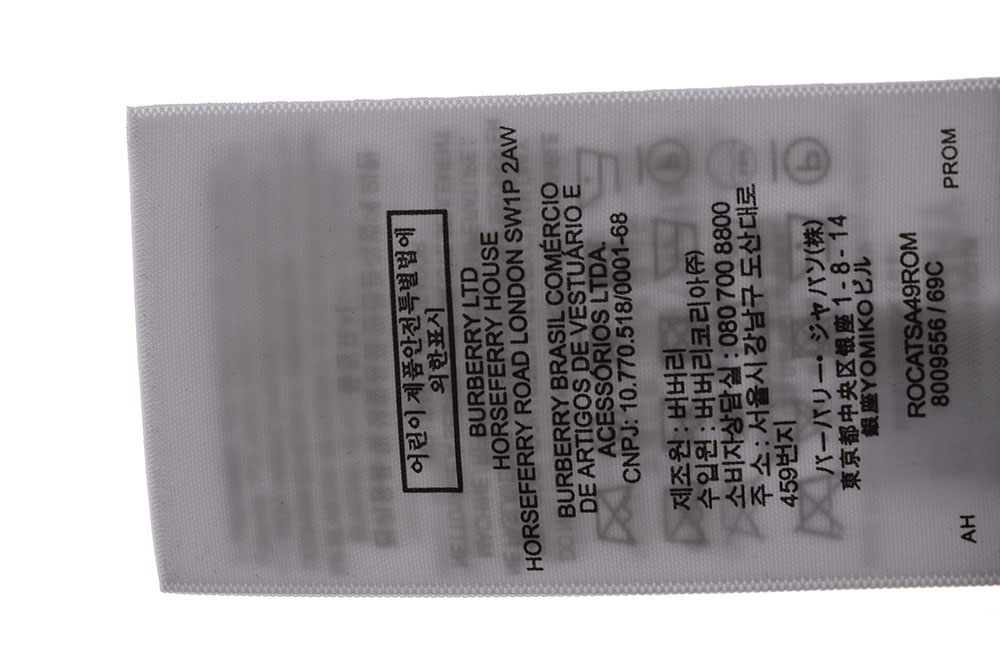 어린이 제품안전특별법에
의한표시
BURBERRY LTD
HORSEFERRY HOUSE
HORSEFERRY ROAD LONDON SW1P 2AW
BURBERRY BRASIL COMÉRCIO
DE ARTIGOS DE VESTUÁRIO E
ACESSÓRIOS LTDA.
CNPJ: 10.770.518/0001-68
제조원 : 버버리
수입원 : 버버리코리아(주)
소비자상담실 : 080 700 8800
주 소 : 서울시 강남구 도산대로
459번지
バーバリー・ジャパン(株)
東京都中央区銀座 1 - 8 - 14
銀座YOMIKOビル
ROCATSA49ROM
8009556 / 69C
AH PROM